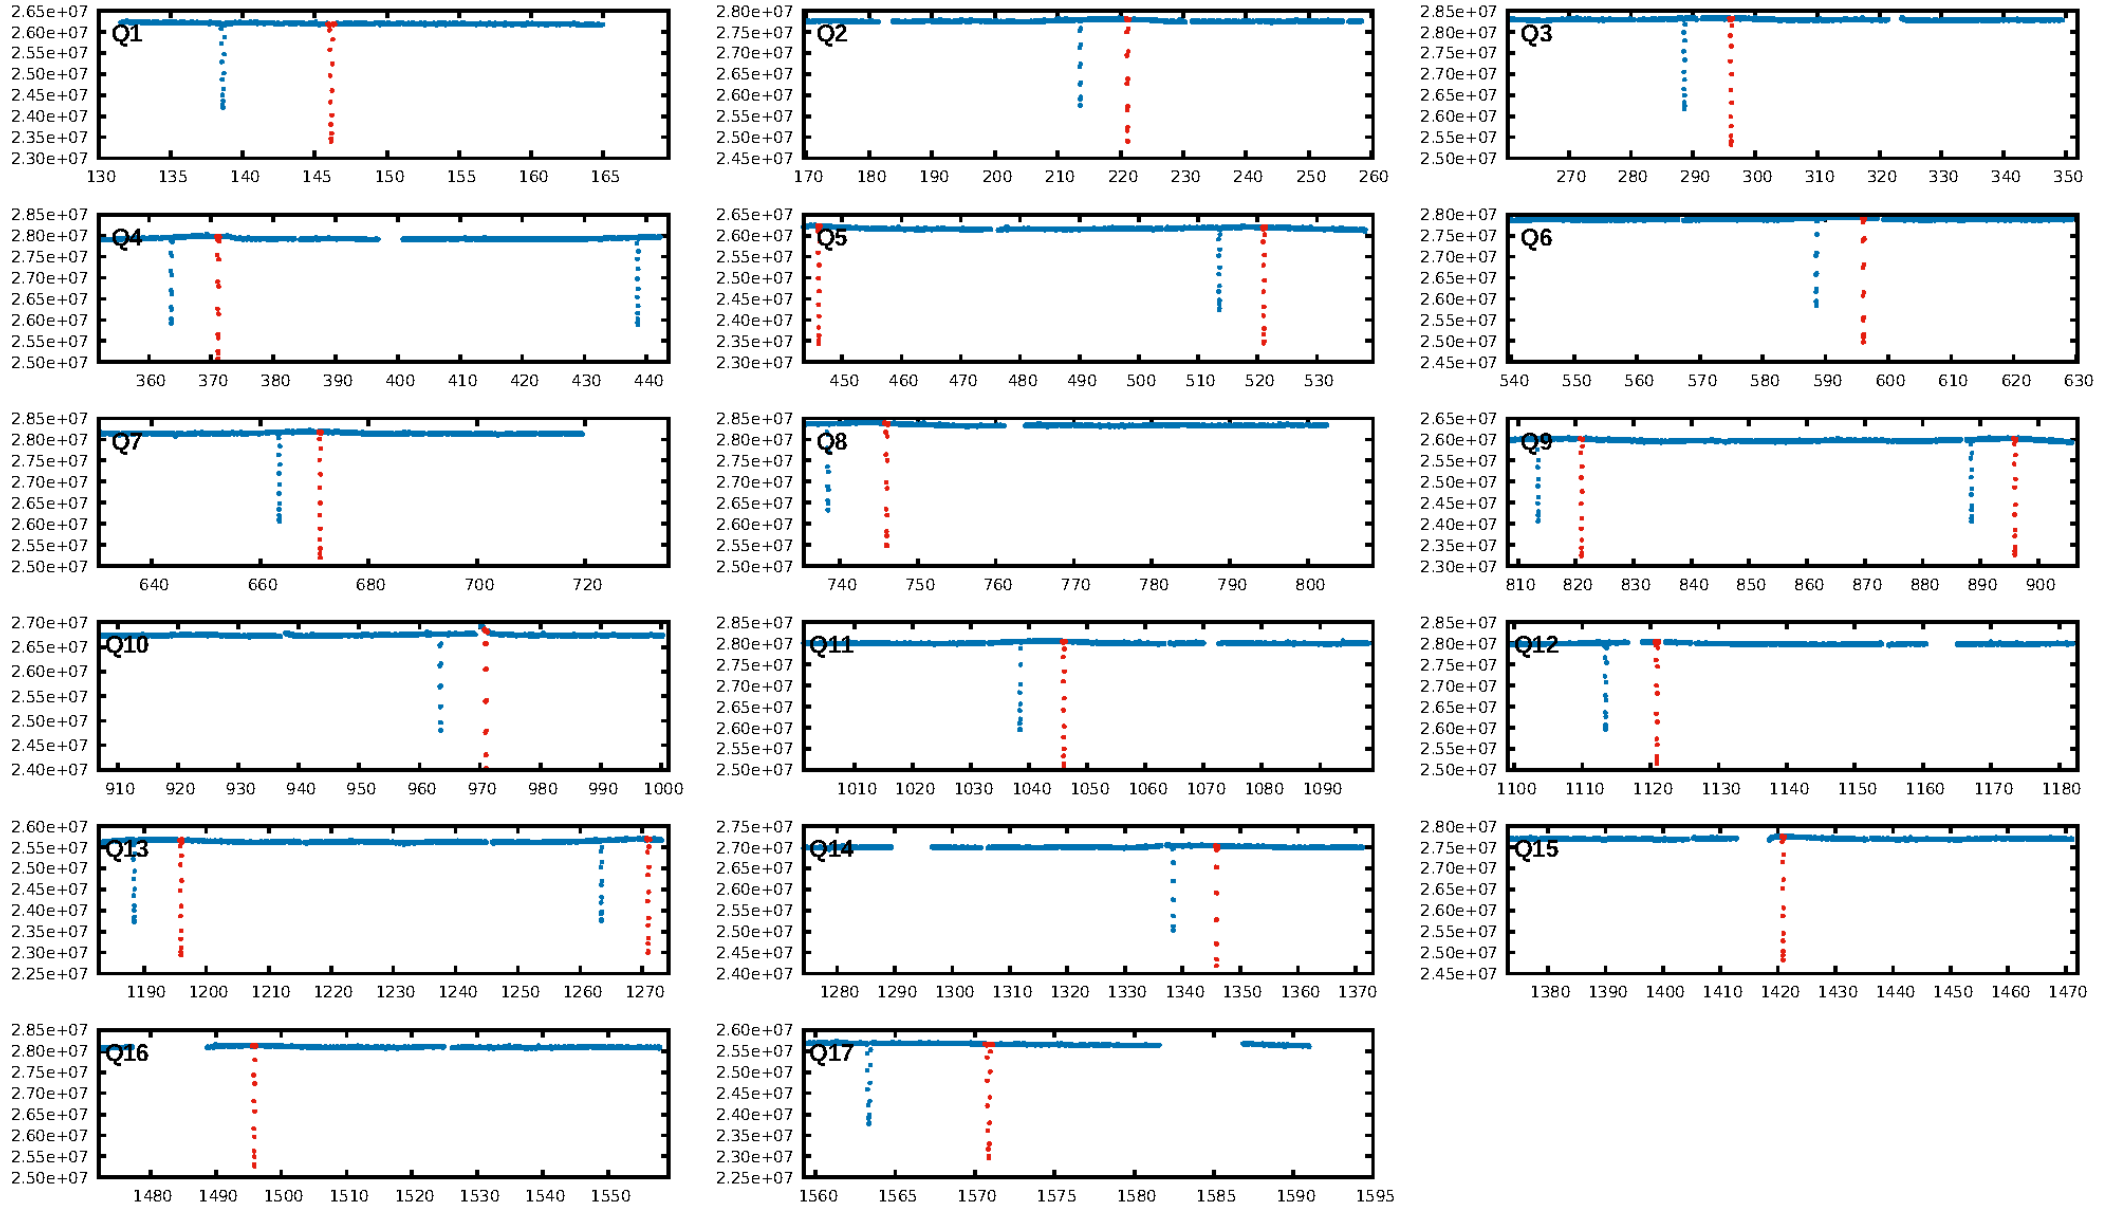 2.65e+07
2.60e+07
2.55e+07
2.50e+07
2.45e+07
2.40e+07
2.35e+07
2.30e+07
Q1
130 135 140 145 150 155 160 165
2.80e+07
2.75e+07
2.70e+07
2.65e+07
2.60e+07
2.55e+07
2.50e+07
2.45e+07
Q2
170 180 190 200 210 220 230 240 250 260
2.85e+07
2.80e+07
2.75e+07
2.70e+07
2.65e+07
2.60e+07
2.55e+07
2.50e+07
Q3
270 280 290 300 310 320 330 340 350
2.85e+07
2.80e+07
2.75e+07
2.70e+07
2.65e+07
2.60e+07
2.55e+07
2.50e+07
Q4
360 370 380 390 400 410 420 430 440
2.65e+07
2.60e+07
2.55e+07
2.50e+07
2.45e+07
2.40e+07
2.35e+07
2.30e+07
Q5
450 460 470 480 490 500 510 520 530
2.80e+07
2.75e+07
2.70e+07
2.65e+07
2.60e+07
2.55e+07
2.50e+07
2.45e+07
Q6
540 550 560 570 580 590 600 610 620 630
2.85e+07
2.80e+07
2.75e+07
2.70e+07
2.65e+07
2.60e+07
2.55e+07
2.50e+07
Q7
640 660 680 700 720
2.85e+07
2.80e+07
2.75e+07
2.70e+07
2.65e+07
2.60e+07
2.55e+07
2.50e+07
Q8
740 750 760 770 780 790 800
2.65e+07
2.60e+07
2.55e+07
2.50e+07
2.45e+07
2.40e+07
2.35e+07
2.30e+07
Q9
810 820 830 840 850 860 870 880 890 900
2.70e+07
2.65e+07
2.60e+07
2.55e+07
2.50e+07
2.45e+07
2.40e+07
Q10
910 920 930 940 950 960 970 980 990 1000
2.85e+07
2.80e+07
2.75e+07
2.70e+07
2.65e+07
2.60e+07
2.55e+07
2.50e+07
Q11
1010 1020 1030 1040 1050 1060 1070 1080 1090
2.85e+07
2.80e+07
2.75e+07
2.70e+07
2.65e+07
2.60e+07
2.55e+07
2.50e+07
Q12
1100 1110 1120 1130 1140 1150 1160 1170 1180
2.60e+07
2.55e+07
2.50e+07
2.45e+07
2.40e+07
2.35e+07
2.30e+07
2.25e+07
Q13
1190 1200 1210 1220 1230 1240 1250 1260 1270
2.75e+07
2.70e+07
2.65e+07
2.60e+07
2.55e+07
2.50e+07
2.45e+07
2.40e+07
Q14
1280 1290 1300 1310 1320 1330 1340 1350 1360 1370
2.80e+07
2.75e+07
2.70e+07
2.65e+07
2.60e+07
2.55e+07
2.50e+07
2.45e+07
Q15
1380 1390 1400 1410 1420 1430 1440 1450 1460 1470
2.85e+07
2.80e+07
2.75e+07
2.70e+07
2.65e+07
2.60e+07
2.55e+07
2.50e+07
Q16
1480 1490 1500 1510 1520 1530 1540 1550
2.60e+07
2.55e+07
2.50e+07
2.45e+07
2.40e+07
2.35e+07
2.30e+07
2.25e+07
Q17
1560 1565 1570 1575 1580 1585 1590 1595